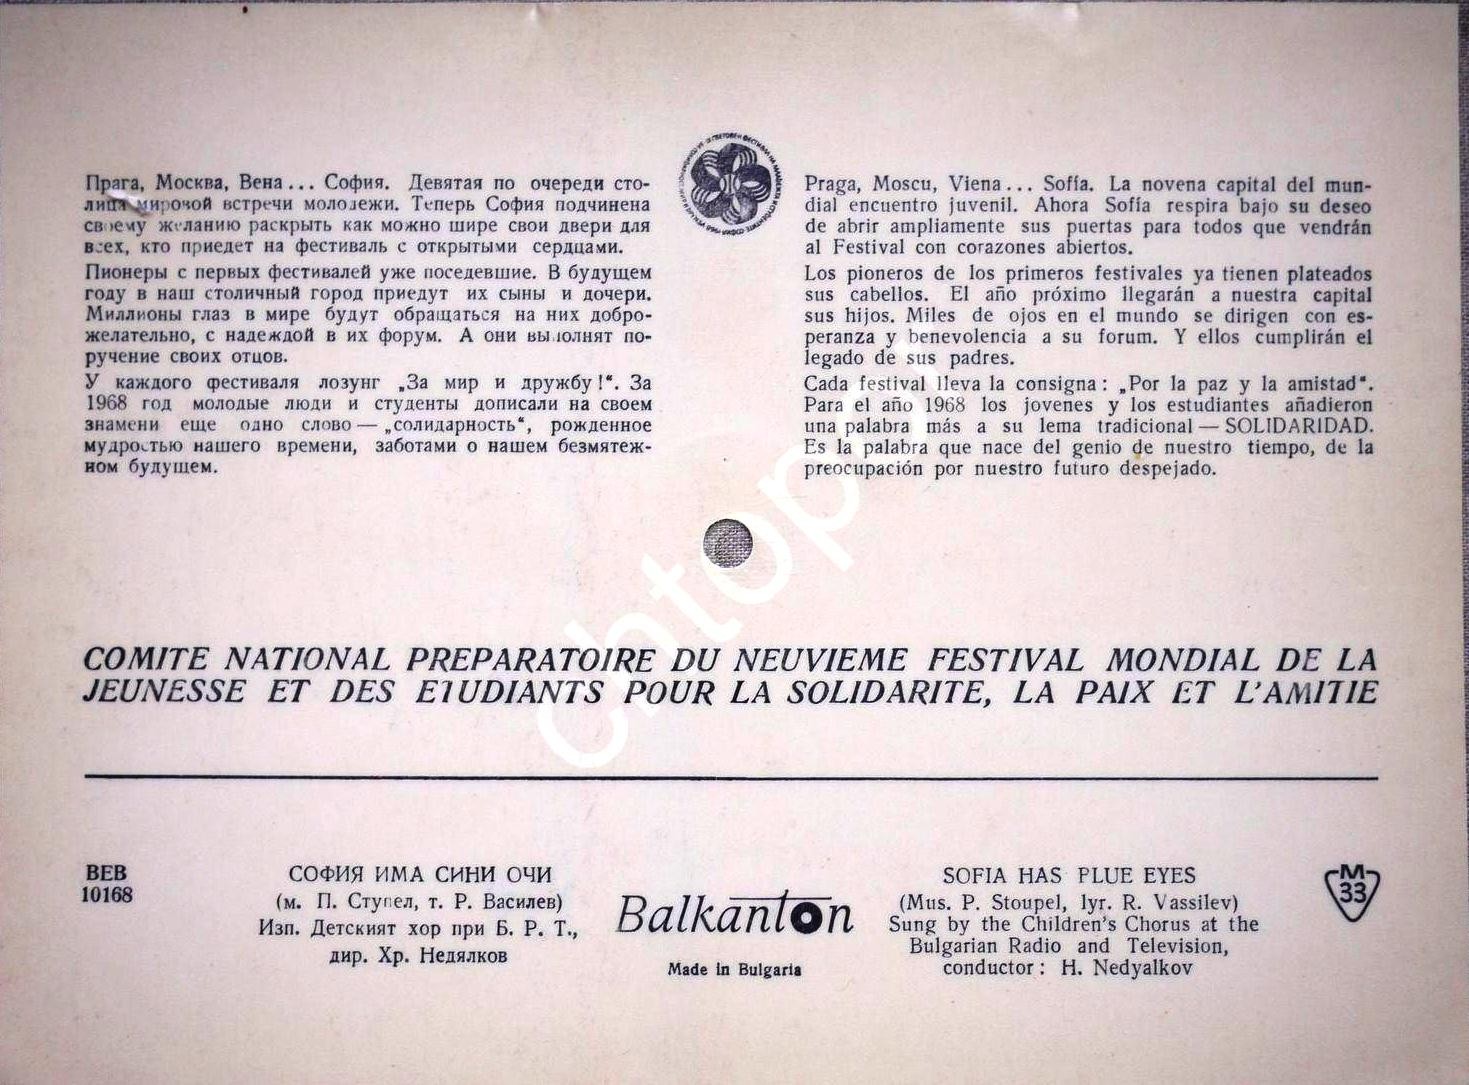 Прага, Москва, Вена... София. Девятая по очереди сто-
лица мировой встречи молодежи. Теперь София подчинена
своему желанию раскрыть как можно шире свои двери для
всех, кто приедет на фестиваль с открытыми сердцами.
Пионеры с первых фестивалей уже поседевшие. В будущем
году в наш столичный город приедут их сыны и дочери.
Миллионы глаз в мире будут обращаться на них добро-
желательно, с надеждой в их форум. А они выполнят по-
ручение своих отцов.
У каждого фестиваля лозунг „За мир и дружбу!“. За
1968 год молодые люди и студенты дописали на своем
знамени еще одно слово — „солидарность“, рожденное
мудростью нашего времени, заботами о нашем безмятеж-
ном будущем.
Praga, Moscu, Viena... Sofía. La novena capital del mun-
dial encuentro juvenil. Ahora Sofía respira bajo su deseo
de abrir ampliamente sus puertas para todos que vendrán
al Festival con corazones abiertos.
Los pioneros de los primeros festivales ya tienen plateados
sus cabellos. El año próximo llegarán a nuestra capital
sus hijos. Miles de ojos en el mundo se dirigen con es-
peranza y benevolencia a su forum. Y ellos cumplirán el
legado de sus padres.
Cada festival lleva la consigna: „Por la paz y la amistad“.
Para el año 1968 los jovenes y los estudiantes añadieron
una palabra más a su lema tradicional — SOLIDARIDAD.
Es la palabra que nace del genio de nuestro tiempo, de la
preocupación por nuestro futuro despejado.
COMITE NATIONAL PREPARATOIRE DU NEUVIEME FESTIVAL MONDIAL DE LA
JEUNESSE ET DES ETUDIANTS POUR LA SOLIDARITE, LA PAIX ET L'AMITIE
BEB
10168
СОФИЯ ИМА СИНИ ОЧИ
(м. П. Ступел, т. Р. Василев)
Изп. Детският хор при Б. Р. Т.,
дир. Хр. Недялков
Balkanton
Made in Bulgaria
SOFIA HAS PLUE EYES
(Mus. P. Stoupel, lyr. R. Vassilev)
Sung by the Children's Chorus at the
Bulgarian Radio and Television,
conductor: H. Nedyalkov
M
33